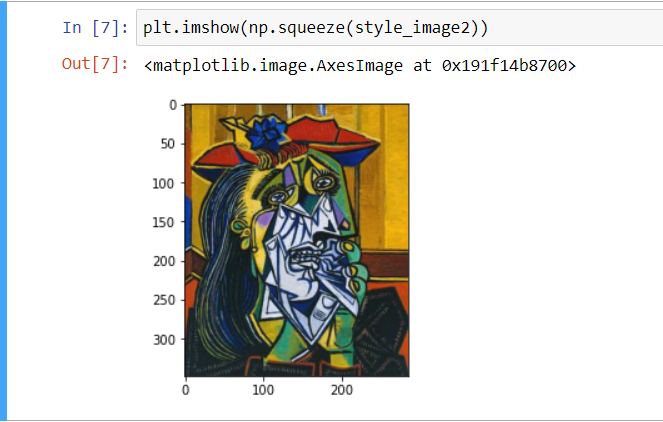 In [7]: plt.imshow(np.squeeze(style_image2))
Out[7]: <matplotlib.image.AxesImage at 0x191f14b8700>
0
50
100
150
200
250
300
0 100 200